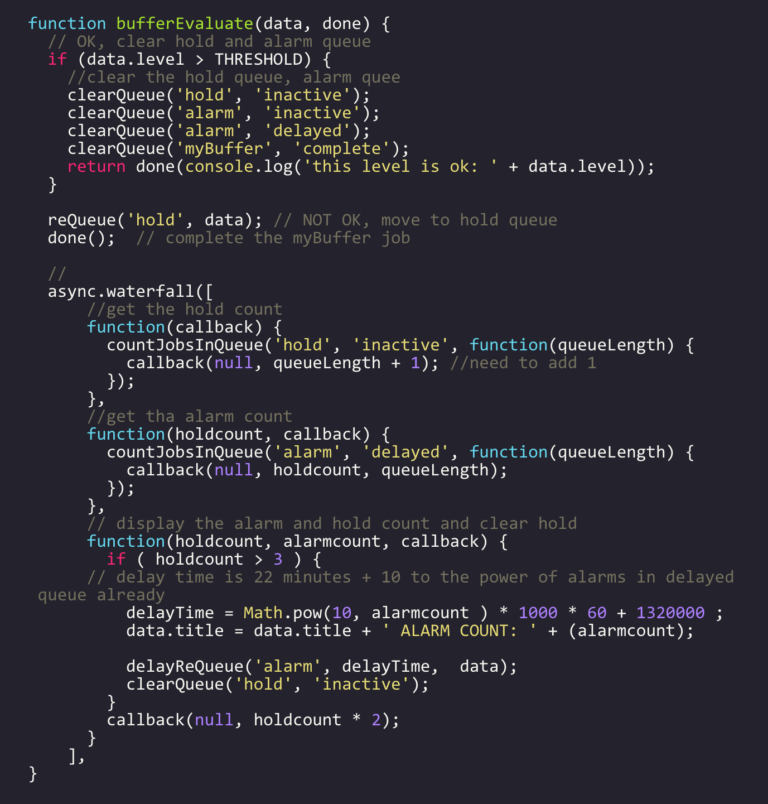 function bufferEvaluate(data, done) {
// OK, clear hold and alarm queue
if (data.level > THRESHOLD) {
//clear the hold queue, alarm quee
clearQueue('hold', 'inactive');
clearQueue('alarm', 'inactive');
clearQueue('alarm', 'delayed');
clearQueue('myBuffer', 'complete');
return done(console.log('this level is ok: ' + data.level));
}
reQueue('hold', data); // NOT OK, move to hold queue
done();  // complete the myBuffer job
//
async.waterfall([
//get the hold count
function(callback) {
countJobsInQueue('hold', 'inactive', function(queueLength) {
callback(null, queueLength + 1); //need to add 1
});
},
//get tha alarm count
function(holdcount, callback) {
countJobsInQueue('alarm', 'delayed', function(queueLength) {
callback(null, holdcount, queueLength);
});
},
// display the alarm and hold count and clear hold
function(holdcount, alarmcount, callback) {
if ( holdcount > 3 ) {
// delay time is 22 minutes + 10 to the power of alarms in delayed
queue already
delayTime = Math.pow(10, alarmcount ) * 1000 * 60 + 1320000 ;
data.title = data.title + ' ALARM COUNT: ' + (alarmcount);
delayReQueue('alarm', delayTime,  data);
clearQueue('hold', 'inactive');
}
callback(null, holdcount * 2);
}
],
}